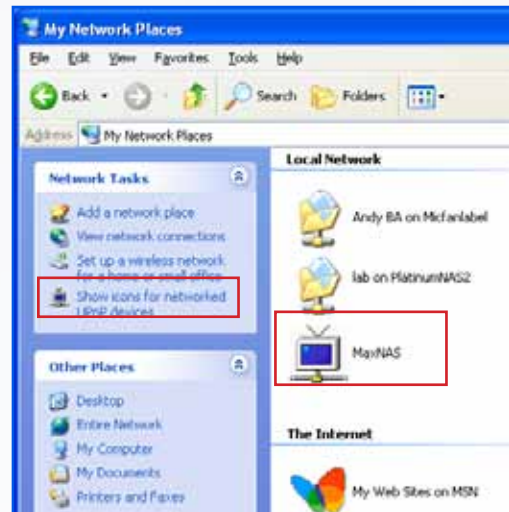 My Network Places
File Edit View Favorites Tools Help
Back Search Folders
Address My Network Places
Network Tasks
Add a network place
View network connections
Set up a wireless network
for a home or small office
Show icons for networked
UPnP devices
Other Places
Desktop
Entire Network
My Computer
My Documents
Printers and Faxes
Local Network
Andy BA on Micfanlabel
lab on PlatinumNAS2
MaxNAS
The Internet
My Web Sites on MSN